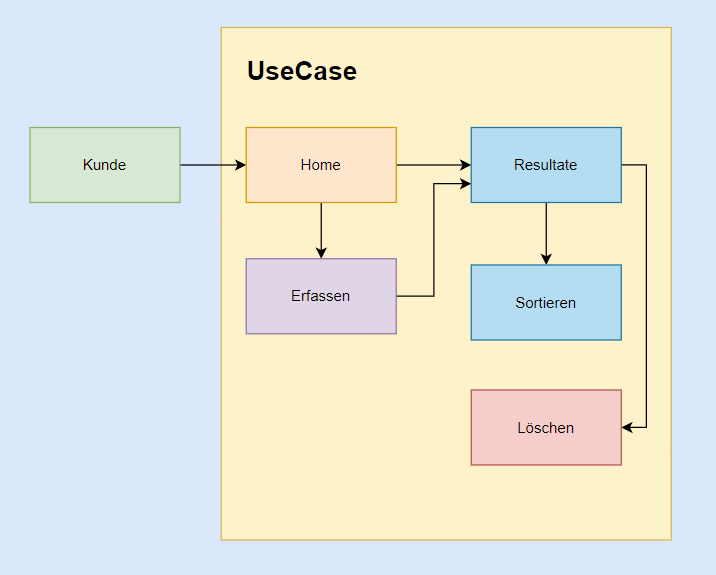 UseCase
Kunde
Home
Resultate
Erfassen
Sortieren
Löschen